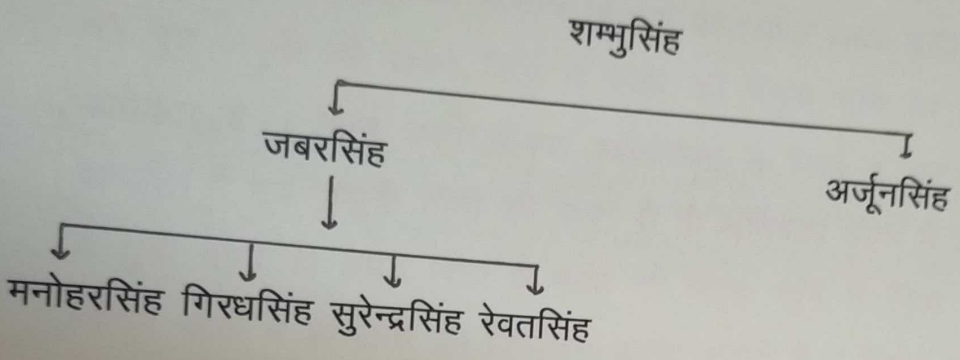 शम्भुसिंह
जबरसिंह
अर्जूनसिंह
मनोहरसिंह गिरधसिंह सुरेन्द्रसिंह रेवतसिंह